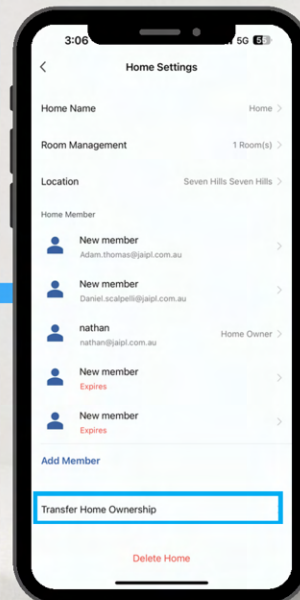 3:06
5G 56
Home Settings
Home Name
Home
Room Management
1 Room(s)
Location
Seven Hills Seven Hills
Home Member
New member
Adam.thomas@jaipl.com.au
New member
Daniel.scalpelli@jaipl.com.au
nathan
nathan@jaipl.com.au
Home Owner
New member
Expires
New member
Expires
Add Member
Transfer Home Ownership
Delete Home